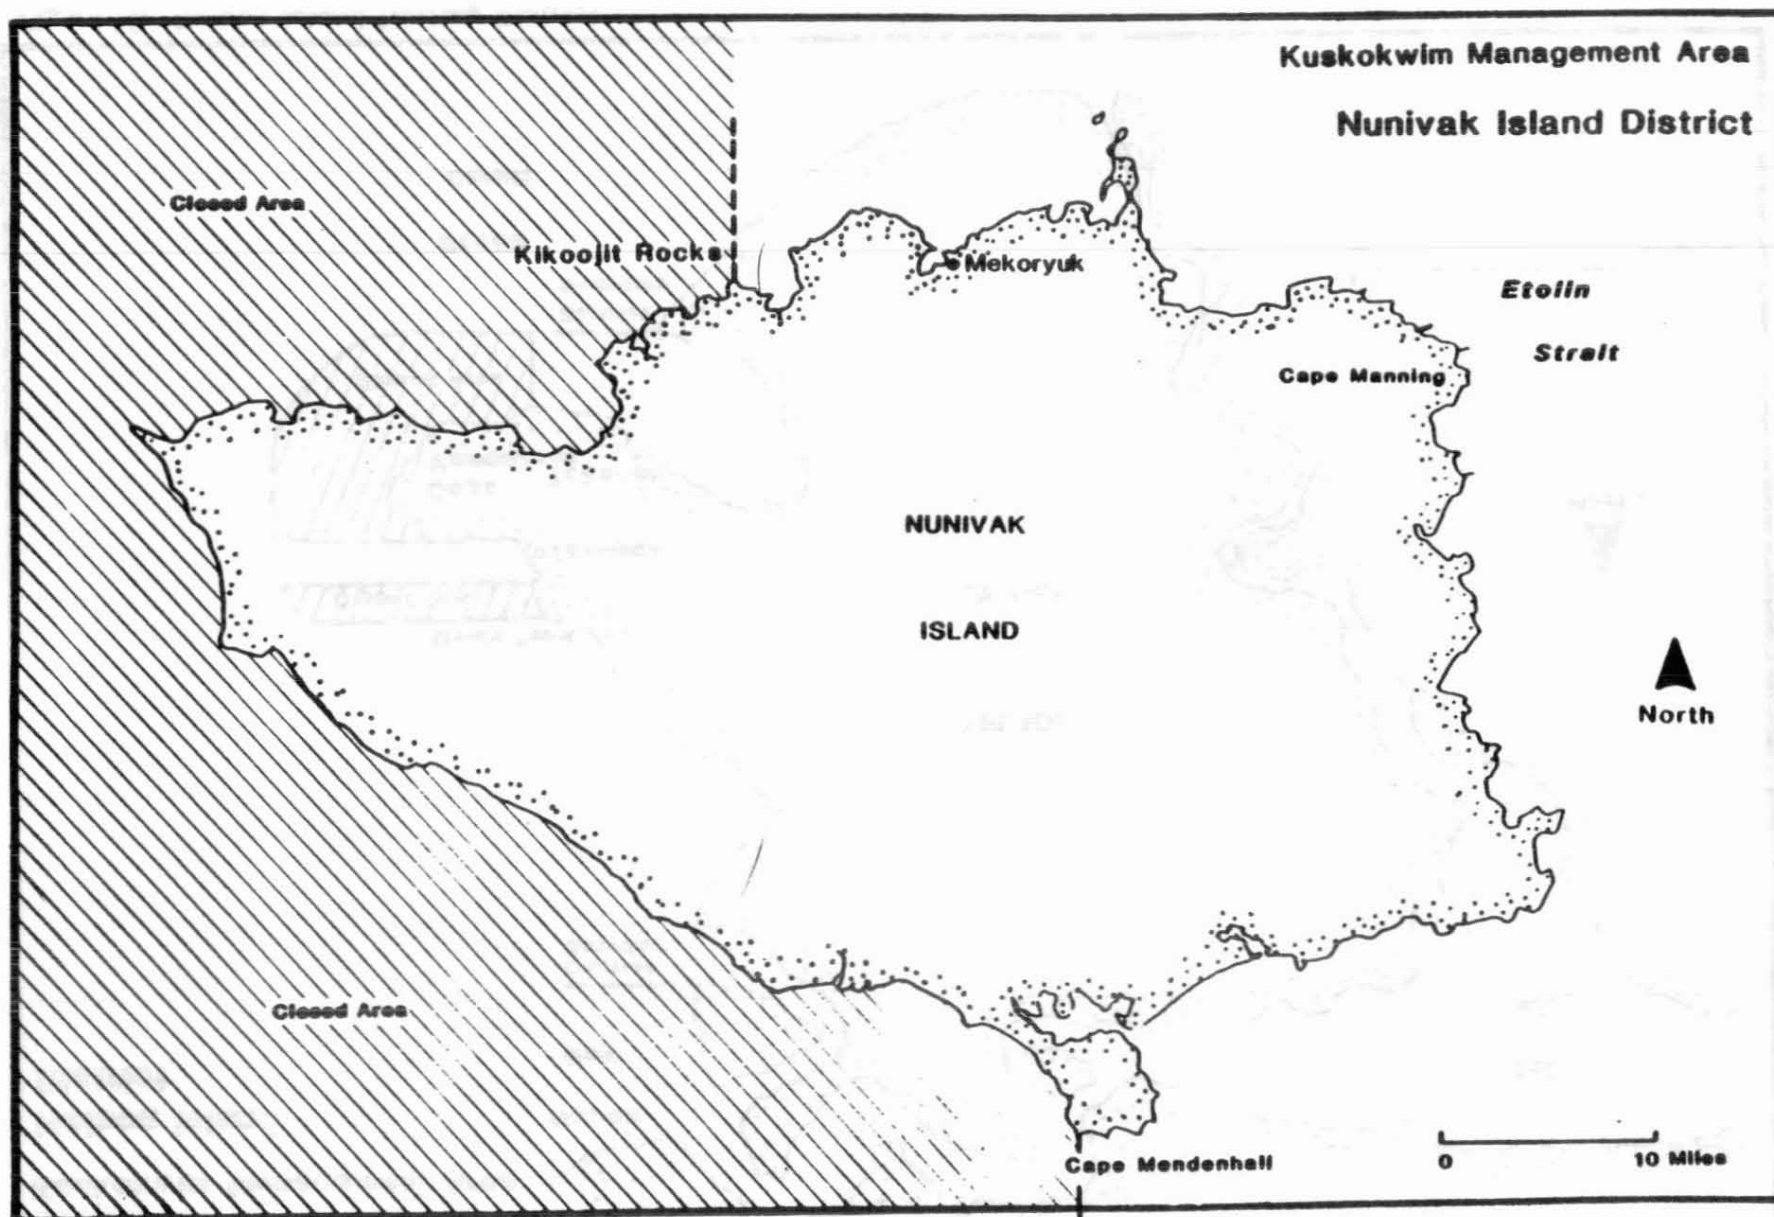 Kuskokwim Management Area
Nunivak Island District
Closed Area
Kikoojit Rocks
Mekoryuk
Etolin
Strait
Cape Manning
NUNIVAK
ISLAND
North
Closed Area
Cape Mendenhall
0 10 Miles